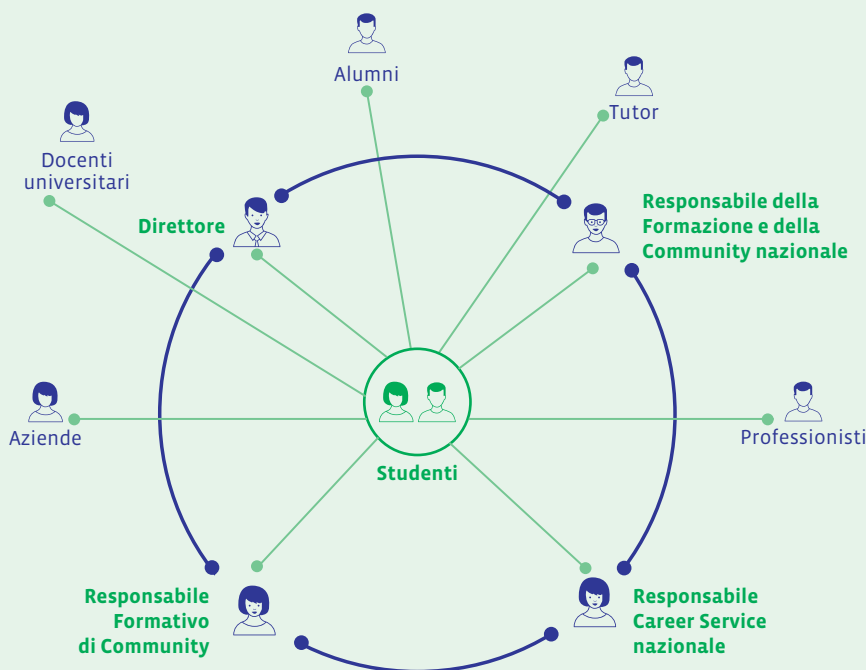 Alumni
Tutor
Docenti
universitari
Direttore
Responsabile della
Formazione e della
Community nazionale
Aziende
Studenti
Professionisti
Responsabile
Formativo
di Community
Responsabile
Career Service
nazionale